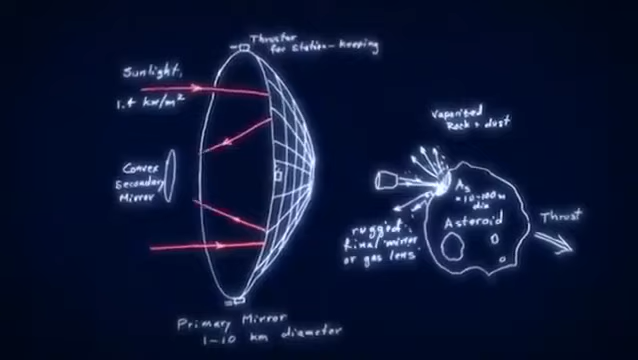 Thruster
for Station-Keeping
Sunlight,
1.4 kw/m²
Convex
Secondary
Mirror
Primary Mirror
1-10 km diameter
Vaporized
Rock + dust
rugged
final mirror
or gas lens
10-100m
dia
Asteroid
Thrust